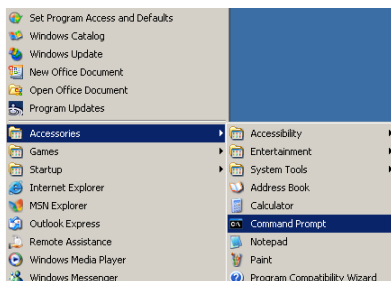 Set Program Access and Defaults
Windows Catalog
Windows Update
New Office Document
Open Office Document
Program Updates
Accessories
Games
Startup
Internet Explorer
MSN Explorer
Outlook Express
Remote Assistance
Windows Media Player
Windows Messenger
Accessibility
Entertainment
System Tools
Address Book
Calculator
Command Prompt
Notepad
Paint
Program Compatibility Wizard